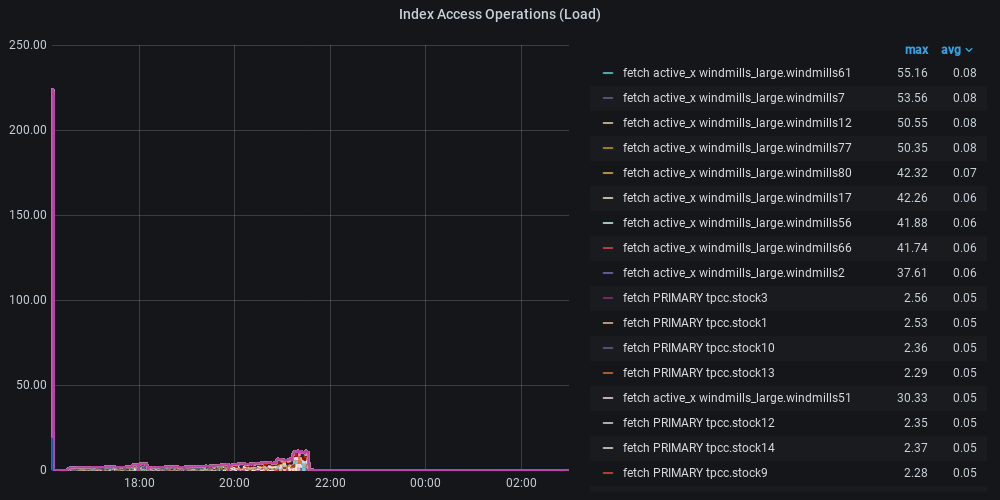 Index Access Operations (Load)
250.00
200.00
150.00
100.00
50.00
0
18:00 20:00 22:00 00:00 02:00
max avg
fetch active_x windmills_large.windmills61 55.16 0.08
fetch active_x windmills_large.windmills7 53.56 0.08
fetch active_x windmills_large.windmills12 50.55 0.08
fetch active_x windmills_large.windmills77 50.35 0.08
fetch active_x windmills_large.windmills80 42.32 0.07
fetch active_x windmills_large.windmills17 42.26 0.06
fetch active_x windmills_large.windmills56 41.88 0.06
fetch active_x windmills_large.windmills66 41.74 0.06
fetch active_x windmills_large.windmills2 37.61 0.06
fetch PRIMARY tpcc.stock3 2.56 0.05
fetch PRIMARY tpcc.stock1 2.53 0.05
fetch PRIMARY tpcc.stock10 2.36 0.05
fetch PRIMARY tpcc.stock13 2.29 0.05
fetch active_x windmills_large.windmills51 30.33 0.05
fetch PRIMARY tpcc.stock12 2.35 0.05
fetch PRIMARY tpcc.stock14 2.37 0.05
fetch PRIMARY tpcc.stock9 2.28 0.05